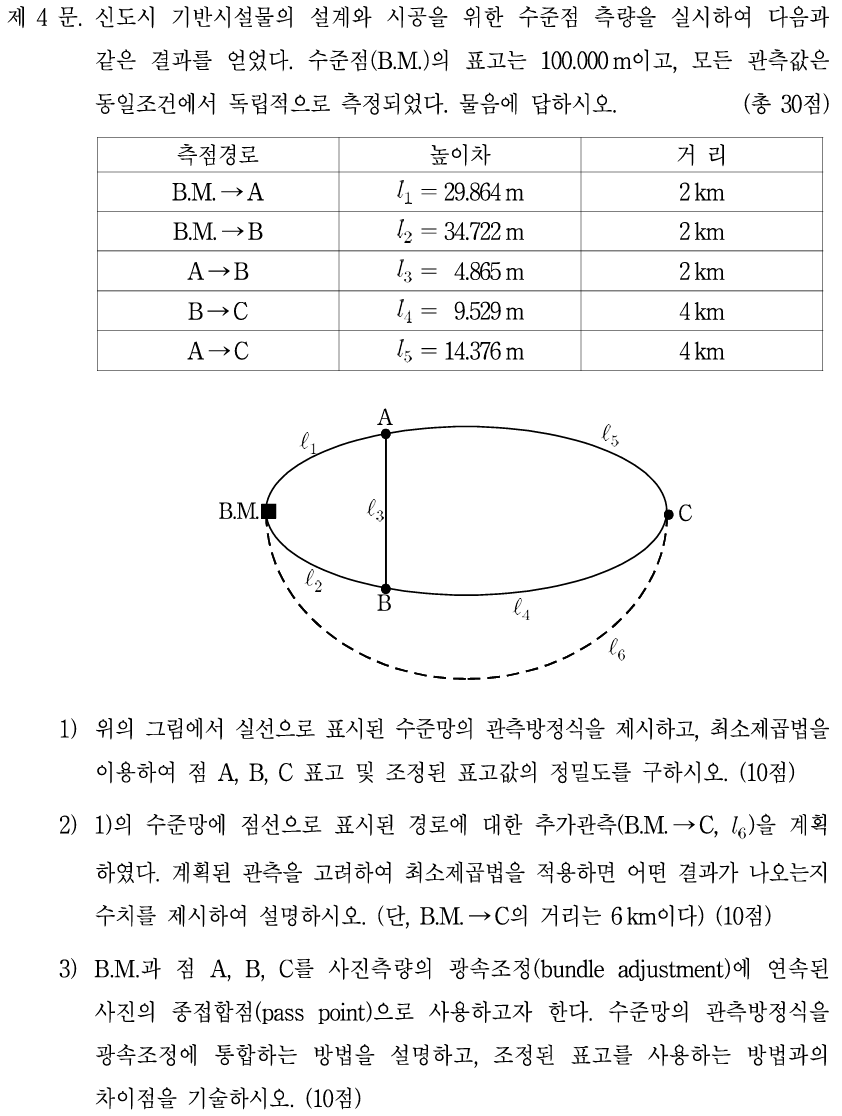 제 4 문. 신도시 기반시설물의 설계와 시공을 위한 수준점 측량을 실시하여 다음과
같은 결과를 얻었다. 수준점(B.M.)의 표고는 100.000 m이고, 모든 관측값은
동일조건에서 독립적으로 측정되었다. 물음에 답하시오. (총 30점)
측점경로 높이차 거 리
B.M. → A l₁ = 29.864 m 2 km
B.M. → B l₂ = 34.722 m 2 km
A → B l₃ = 4.865 m 2 km
B → C l₄ = 9.529 m 4 km
A → C l₅ = 14.376 m 4 km
A
ℓ₁ ℓ₅
B.M. ℓ₃ C
ℓ₂
B ℓ₄
ℓ₆
1) 위의 그림에서 실선으로 표시된 수준망의 관측방정식을 제시하고, 최소제곱법을
이용하여 점 A, B, C 표고 및 조정된 표고값의 정밀도를 구하시오. (10점)
2) 1)의 수준망에 점선으로 표시된 경로에 대한 추가관측(B.M. → C, l₆)을 계획
하였다. 계획된 관측을 고려하여 최소제곱법을 적용하면 어떤 결과가 나오는지
수치를 제시하여 설명하시오. (단, B.M. → C의 거리는 6 km이다) (10점)
3) B.M.과 점 A, B, C를 사진측량의 광속조정(bundle adjustment)에 연속된
사진의 종접합점(pass point)으로 사용하고자 한다. 수준망의 관측방정식을
광속조정에 통합하는 방법을 설명하고, 조정된 표고를 사용하는 방법과의
차이점을 기술하시오. (10점)